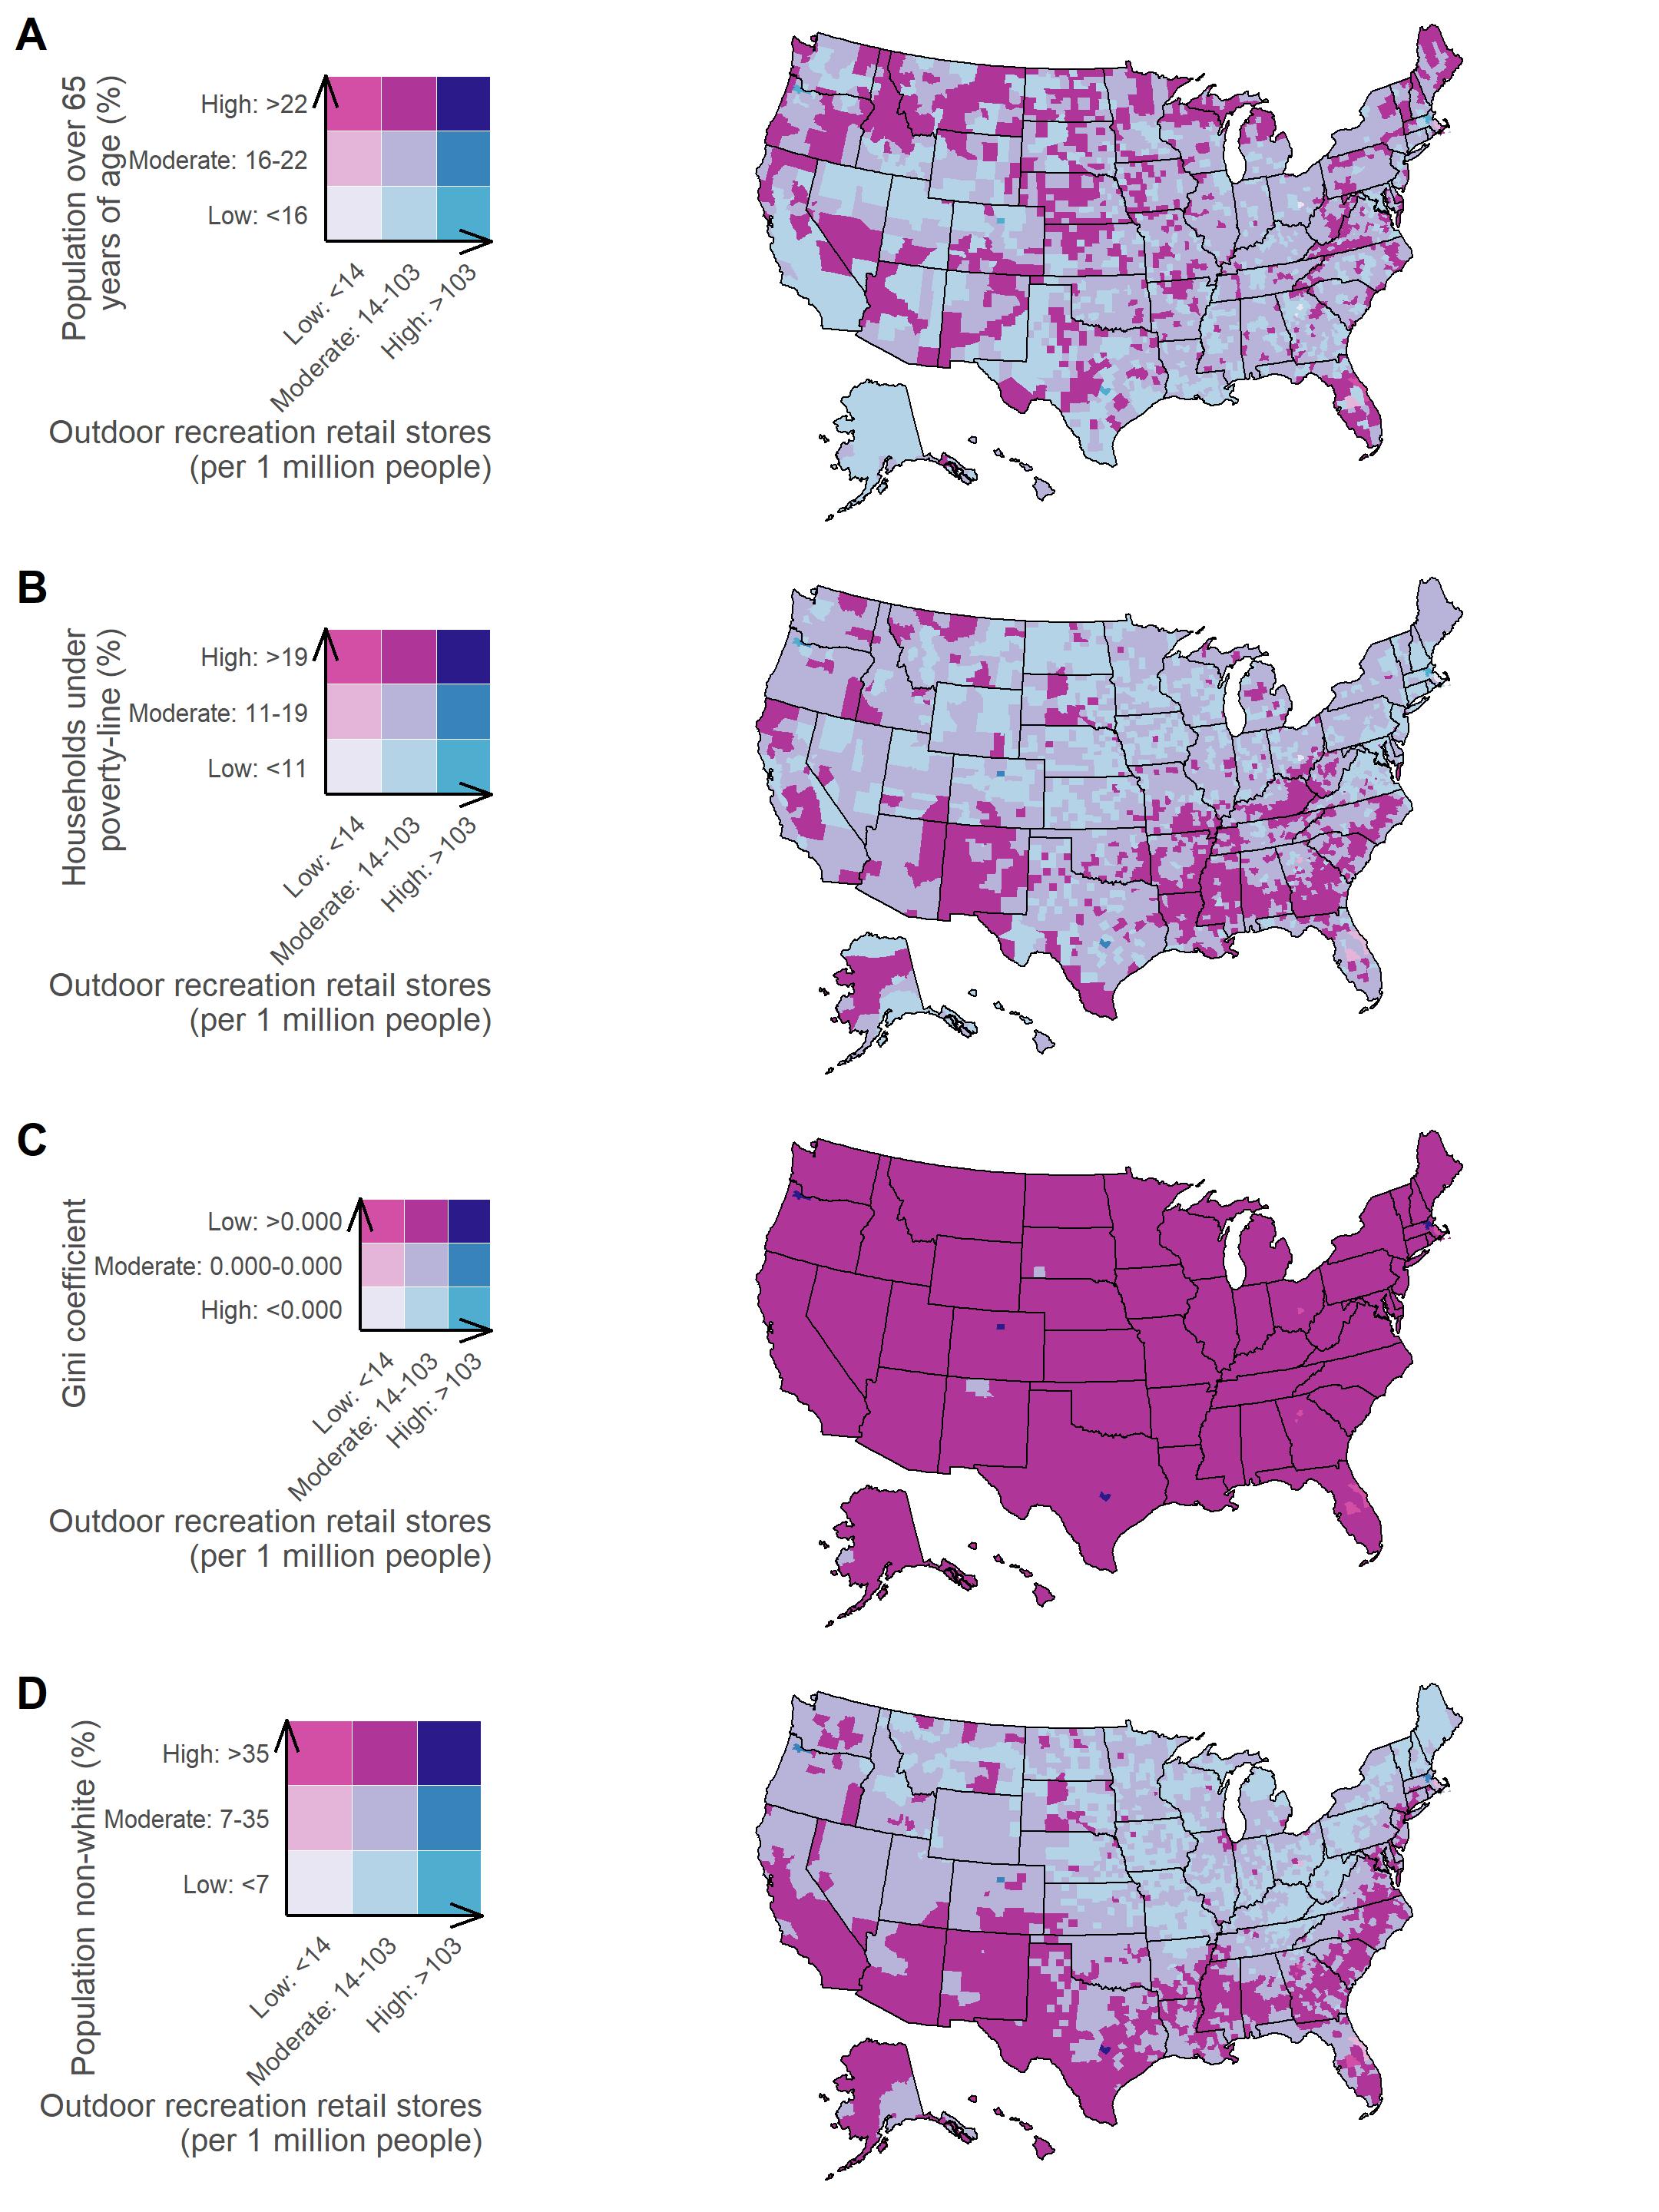 A
Population over 65
years of age (%)
High: >22
Moderate: 16-22
Low: <16
Low: <14
Moderate: 14-103
High: >103
Outdoor recreation retail stores
(per 1 million people)
B
Households under
poverty-line (%)
High: >19
Moderate: 11-19
Low: <11
Low: <14
Moderate: 14-103
High: >103
Outdoor recreation retail stores
(per 1 million people)
C
Gini coefficient
Low: >0.000
Moderate: 0.000-0.000
High: <0.000
Low: <14
Moderate: 14-103
High: >103
Outdoor recreation retail stores
(per 1 million people)
D
Population non-white (%)
High: >35
Moderate: 7-35
Low: <7
Low: <14
Moderate: 14-103
High: >103
Outdoor recreation retail stores
(per 1 million people)